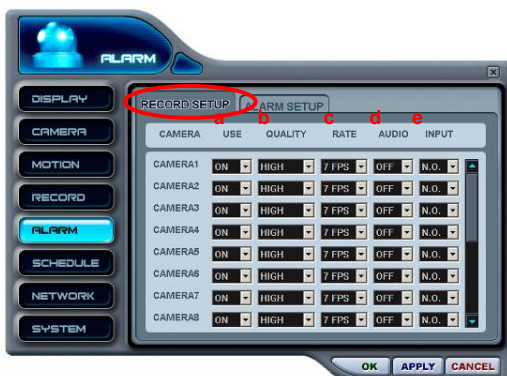 ALARM
DISPLAY
CAMERA
MOTION
RECORD
ALARM
SCHEDULE
NETWORK
SYSTEM
RECORD SETUP ALARM SETUP
a b c d e
CAMERA USE QUALITY RATE AUDIO INPUT
CAMERA1 ON HIGH 7 FPS OFF N.O.
CAMERA2 ON HIGH 7 FPS OFF N.O.
CAMERA3 ON HIGH 7 FPS OFF N.O.
CAMERA4 ON HIGH 7 FPS OFF N.O.
CAMERA5 ON HIGH 7 FPS OFF N.O.
CAMERA6 ON HIGH 7 FPS OFF N.O.
CAMERA7 ON HIGH 7 FPS OFF N.O.
CAMERA8 ON HIGH 7 FPS OFF N.O.
OK APPLY CANCEL